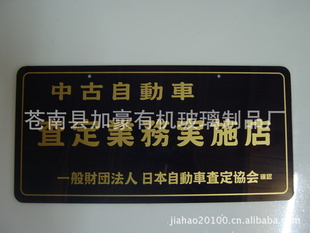 中古自動車
苍南县加豪有机玻璃制品厂
査定業務実施店
一般財団法人 日本自動車査定協会 確認
jiahao20100.cn.alibaba.com